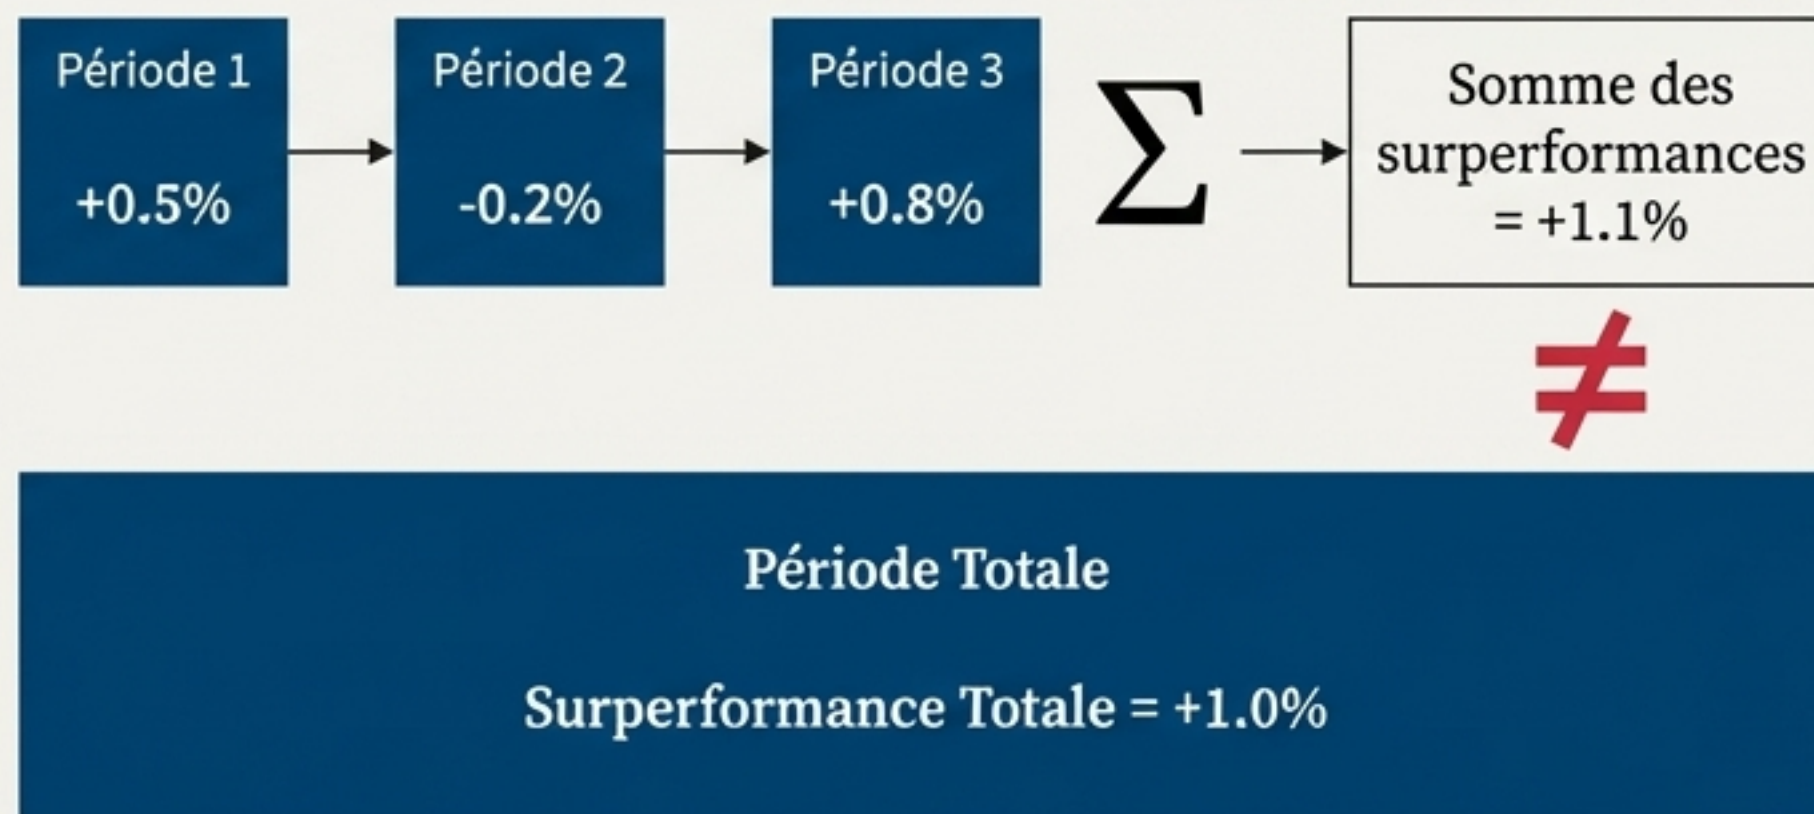 Période 1
+0.5%
Période 2
-0.2%
Période 3
+0.8%
Σ
Somme des
surperformances
= +1.1%
≠
Période Totale
Surperformance Totale = +1.0%